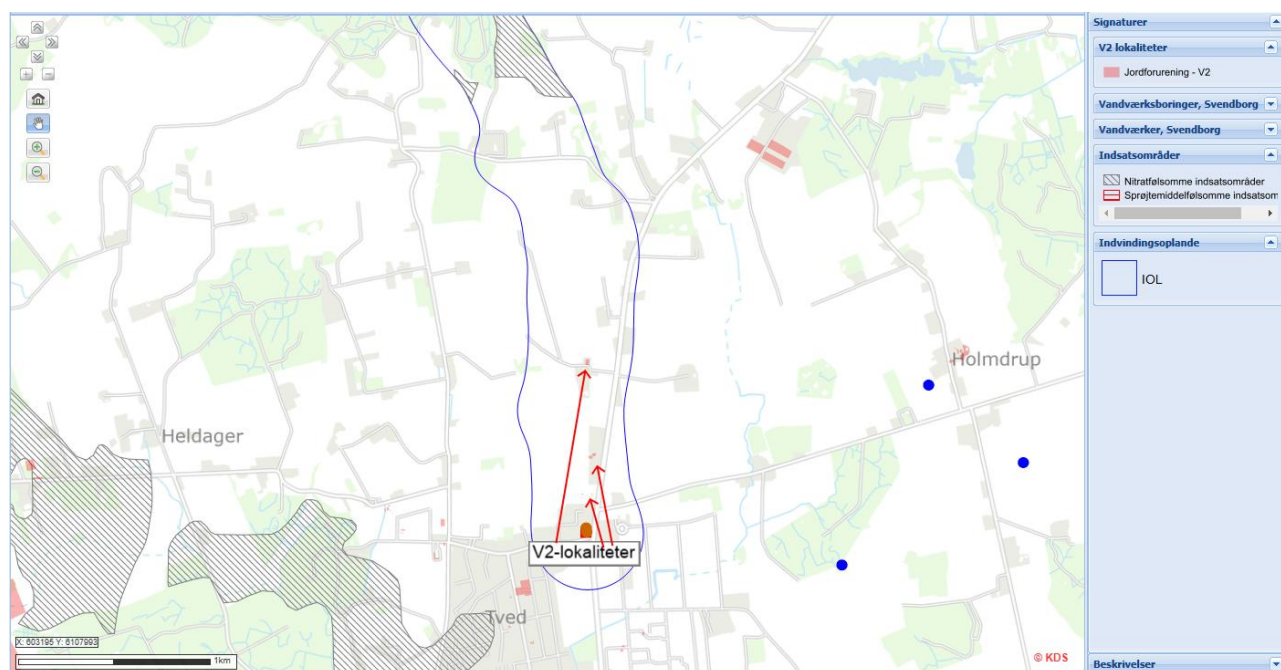 Heldager
Tved
Holmdrup
V2-lokaliteter
X: 603195 Y: 6107993
1km
© KDS
Signaturer
V2 lokaliteter
Jordforurening - V2
Vandværksboringer, Svendborg
Vandværker, Svendborg
Indsatsområder
Nitratfølsomme indsatsområder
Sprøjtemiddelfølsomme indsatsom
Indvindingsoplande
IOL
Beskrivelser